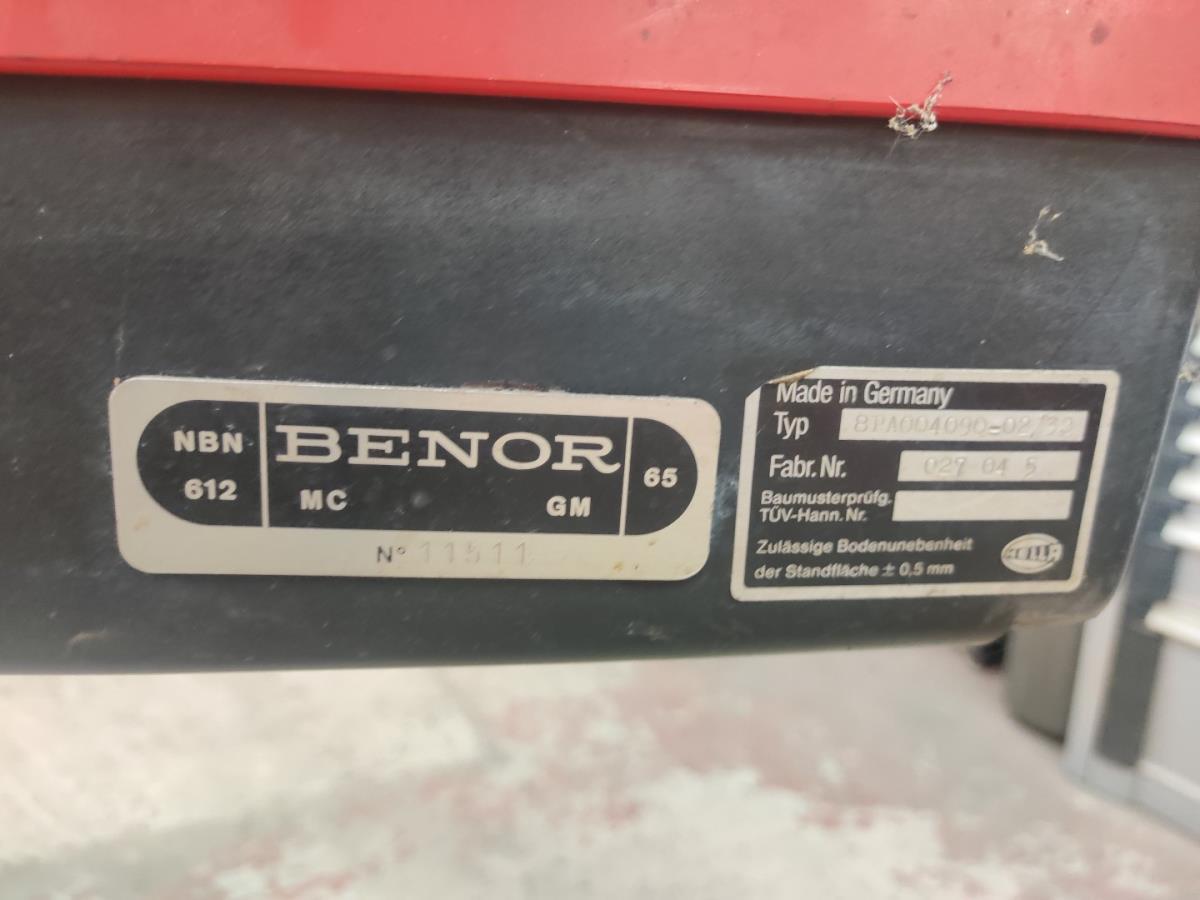 NBN
612
BENOR
MC GM
65
N° 11511
Made in Germany
Typ 8PA004090-02/32
Fabr. Nr. 027 04 5
Baumusterprüfg.
TÜV-Hann. Nr.
Zulässige Bodenunebenheit
der Standfläche ± 0,5 mm
HELLA